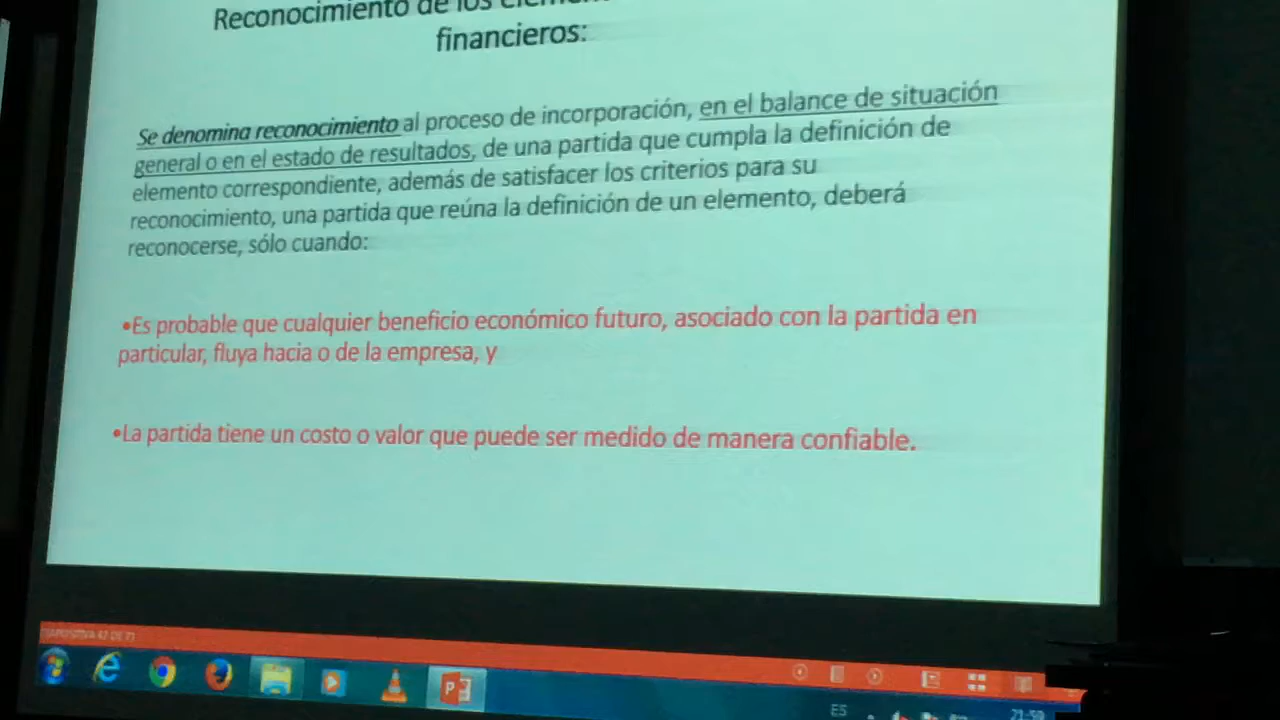 Reconocimiento de los
financieros:
Se denomina reconocimiento al proceso de incorporación, en el balance de situación
general o en el estado de resultados, de una partida que cumpla la definición de
elemento correspondiente, además de satisfacer los criterios para su
reconocimiento, una partida que reúna la definición de un elemento, deberá
reconocerse, sólo cuando:
•Es probable que cualquier beneficio económico futuro, asociado con la partida en
particular, fluya hacia o de la empresa, y
•La partida tiene un costo o valor que puede ser medido de manera confiable.
ES
21:50